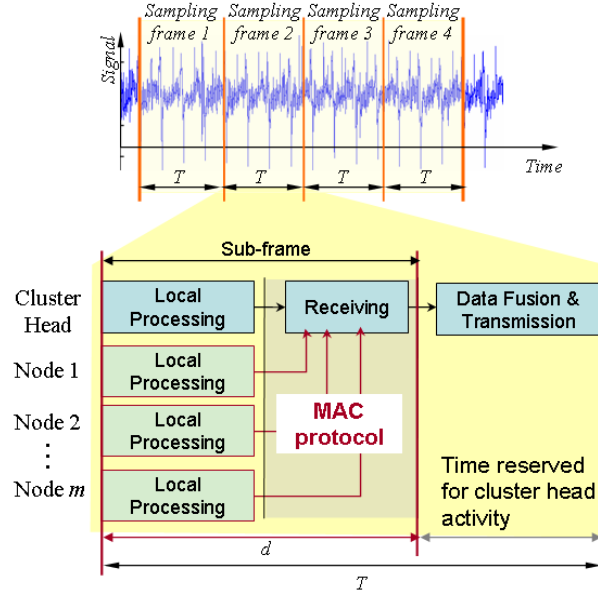 Sampling frame 1
Sampling frame 2
Sampling frame 3
Sampling frame 4
Signal
Time
T
T
T
T
Sub-frame
Cluster Head
Local Processing
Receiving
Data Fusion & Transmission
Node 1
Local Processing
Node 2
Local Processing
MAC protocol
Node m
Local Processing
Time reserved for cluster head activity
d
T